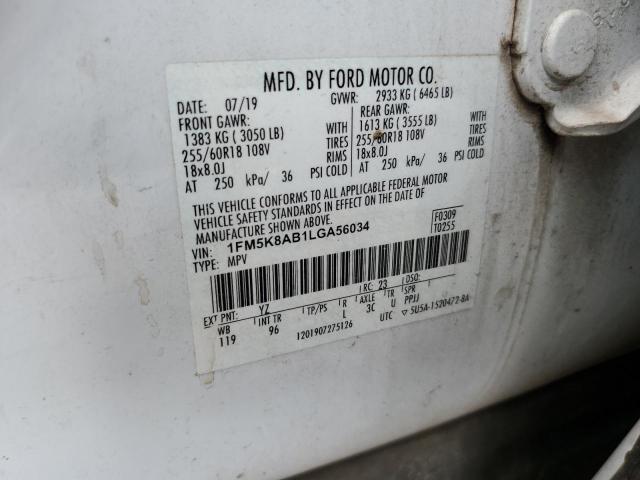 MFD. BY FORD MOTOR CO.
DATE: 07/19 GVWR: 2933 KG ( 6465 LB)
FRONT GAWR: REAR GAWR:
1383 KG ( 3050 LB) WITH 1613 KG ( 3555 LB) WITH
255/60R18 108V TIRES 255/60R18 108V TIRES
18x8.0J RIMS 18x8.0J RIMS
AT 250 kPa/ 36 PSI COLD AT 250 kPa/ 36 PSI COLD
THIS VEHICLE CONFORMS TO ALL APPLICABLE FEDERAL MOTOR
VEHICLE SAFETY STANDARDS IN EFFECT ON THE DATE OF
MANUFACTURE SHOWN ABOVE.
VIN: 1FM5K8AB1LGA56034 F0309
TYPE: MPV T0255
EXT PNT: YZ RC: 23 DSO:
WB INT TR TP/PS R AXLE TR SPR
119 96 L 3C U PPJJ
1201907275126 UTC ▽ 5U5A-1520472-8A